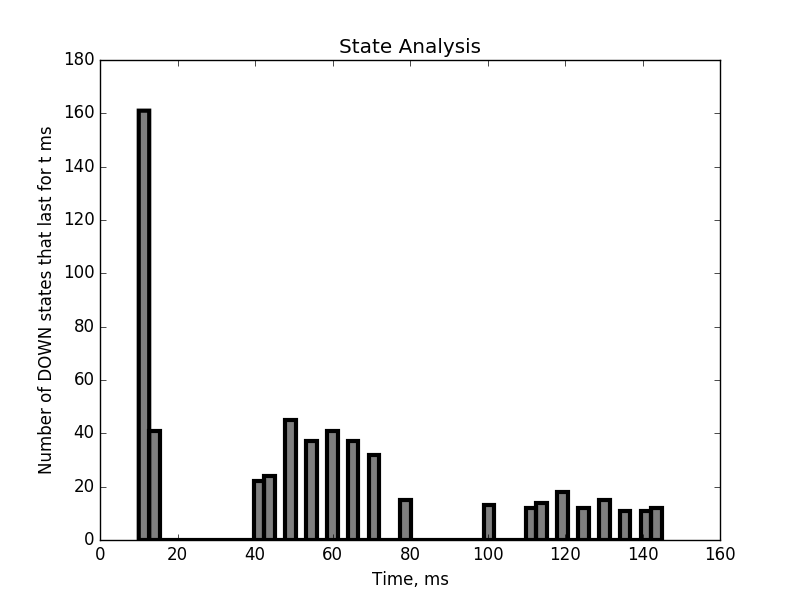 State Analysis
180
160
140
120
100
80
60
40
20
0
Number of DOWN states that last for t ms
0 20 40 60 80 100 120 140 160
Time, ms